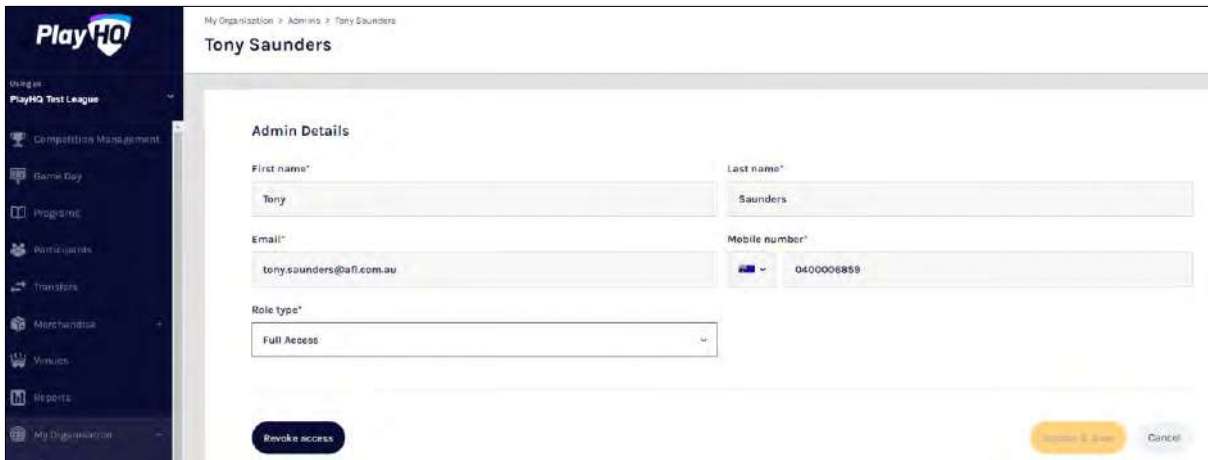 PlayHQ
My Organisation > Admins > Tony Saunders
Tony Saunders
Using as
PlayHQ Test League
Competition Management
Game Day
Programs
Participants
Transfers
Merchandise
Venues
Reports
My Organisation
Admin Details
First name*
Last name*
Tony
Saunders
Email*
Mobile number*
tony.saunders@afl.com.au
0400006859
Role type*
Full Access
Revoke access
Update & Save
Cancel